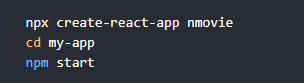 npx create-react-app nmovie
cd my-app
npm start